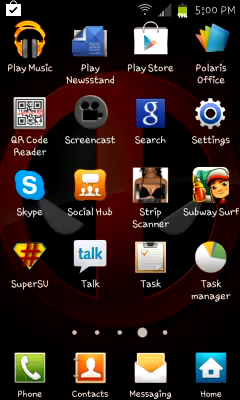 5:00 PM
Play Music
Play Newsstand
Play Store
Polaris Office
QR Code Reader
Screencast
g
Search
Settings
S
Skype
Social Hub
Strip Scanner
Subway Surf
SuperSU
talk
Talk
Task
Task manager
Phone
Contacts
Messaging
Home